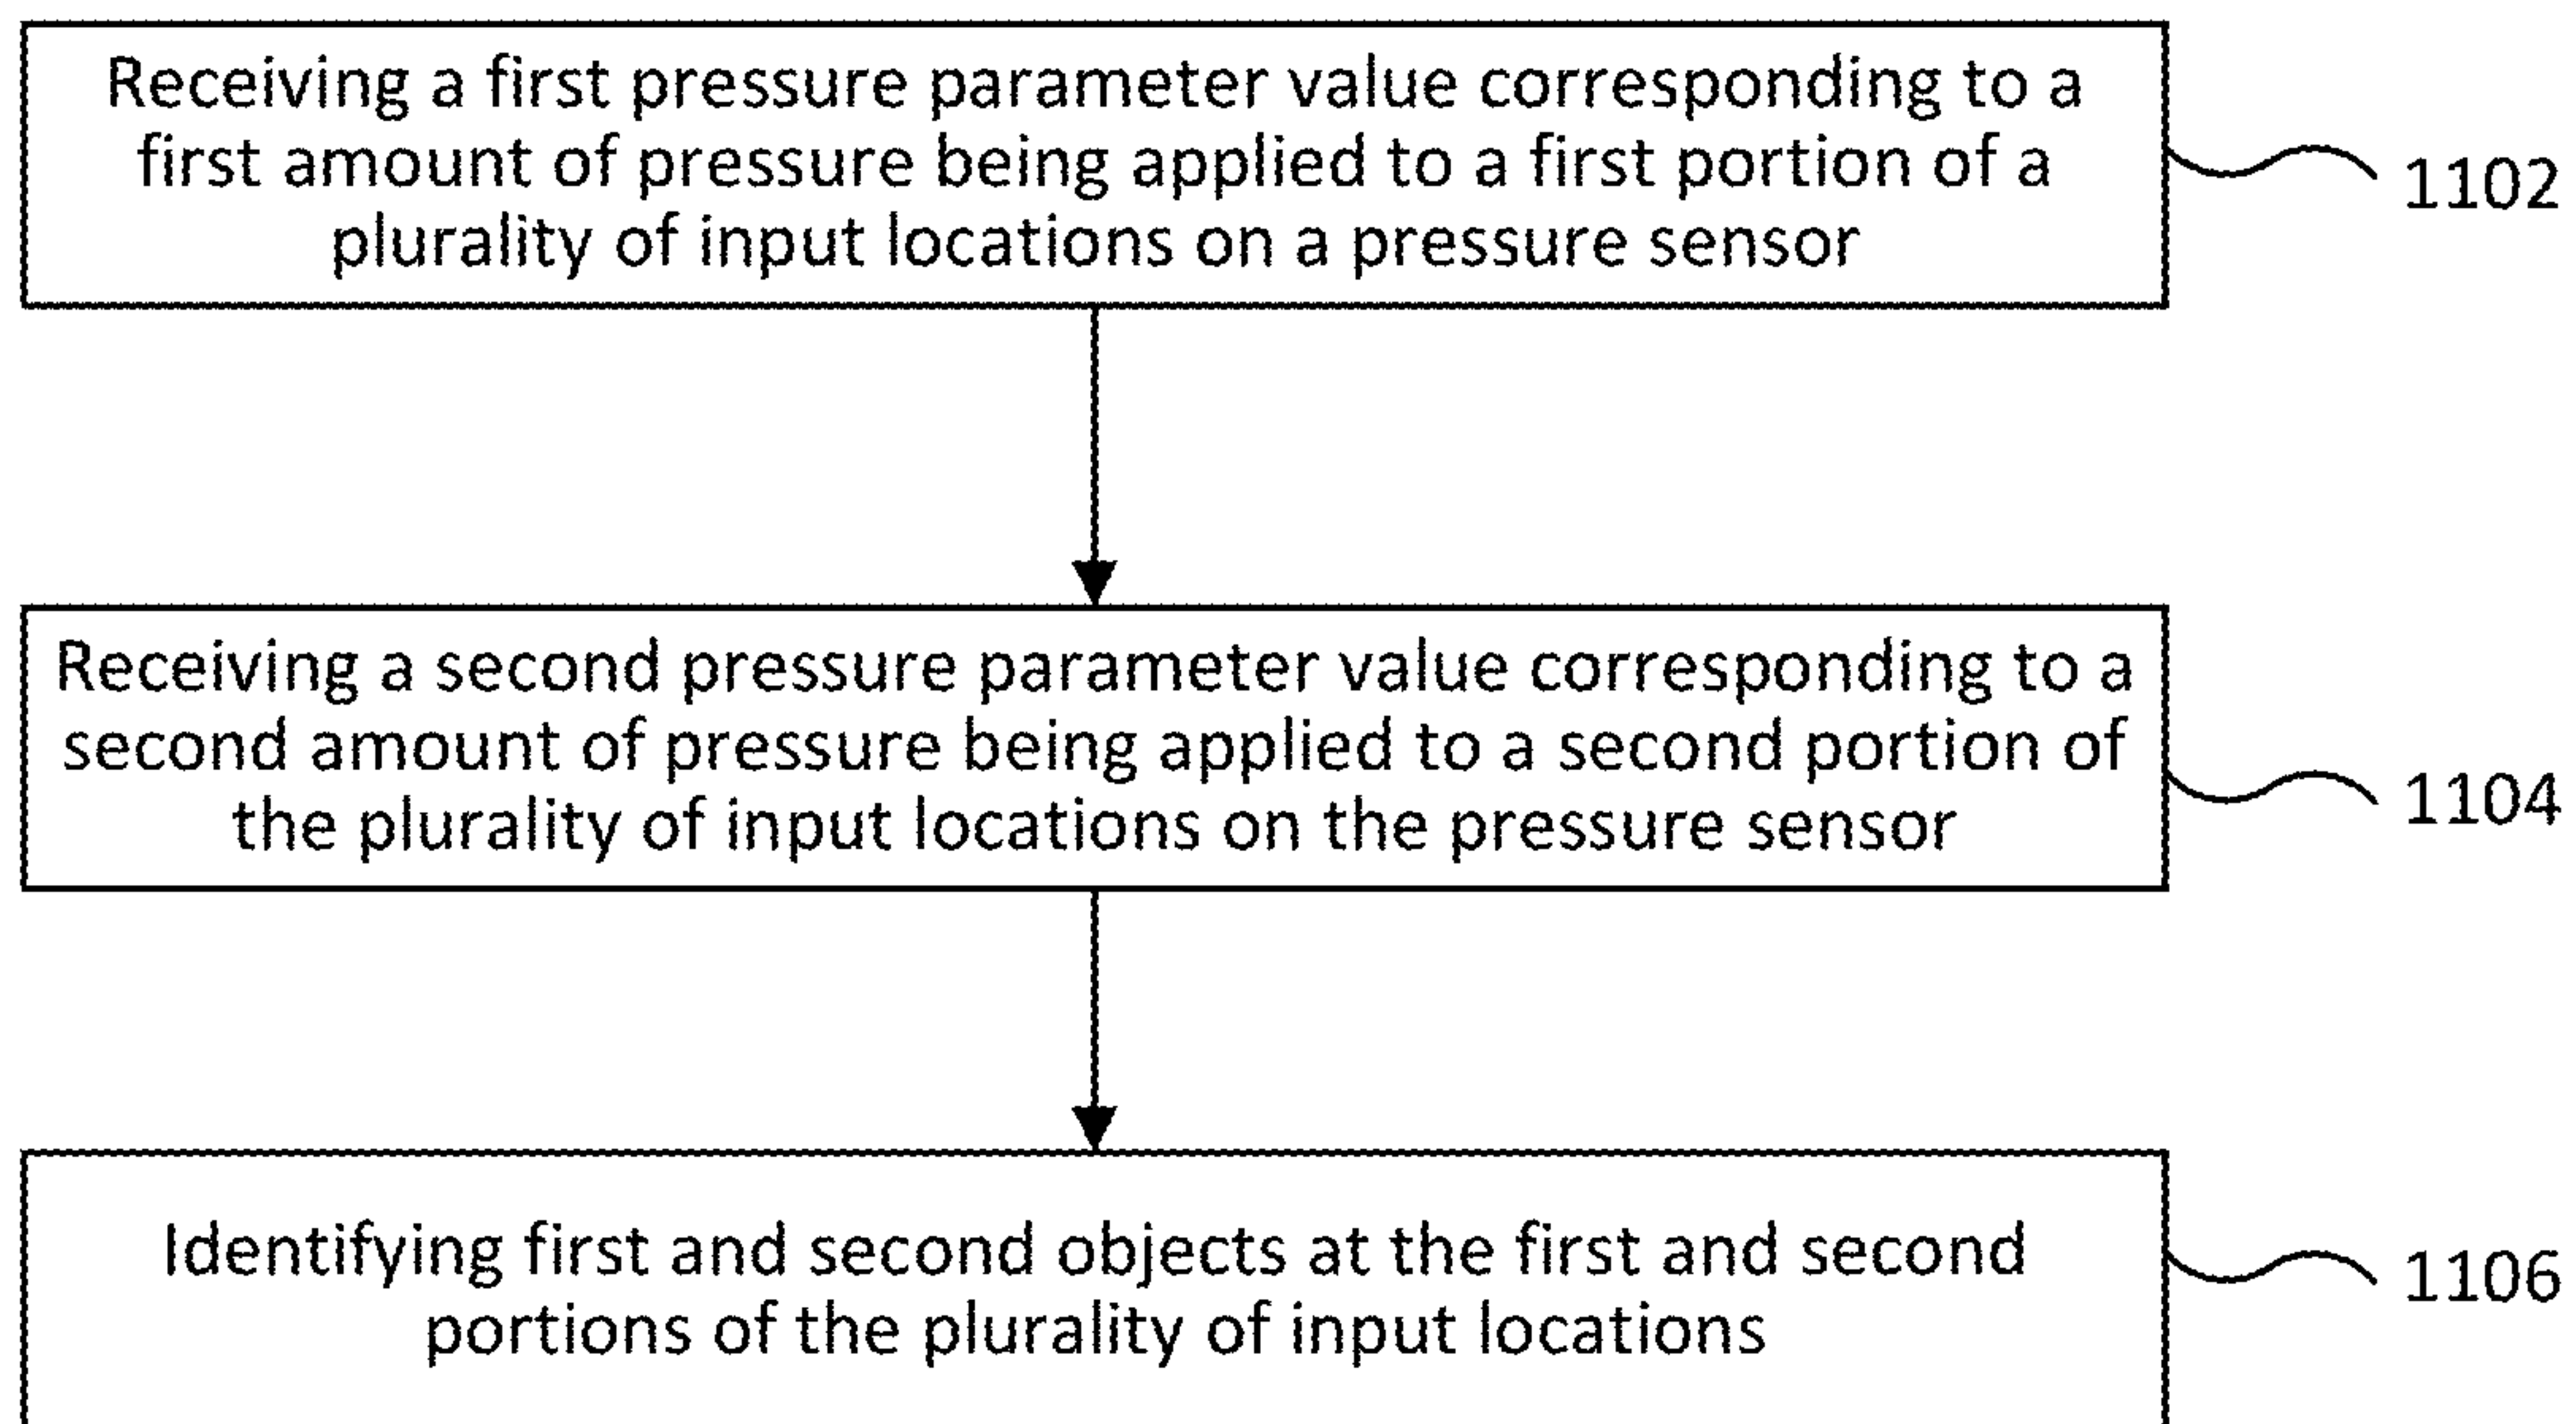 Receiving a first pressure parameter value corresponding to a
first amount of pressure being applied to a first portion of a
plurality of input locations on a pressure sensor
1102
Receiving a second pressure parameter value corresponding to a
second amount of pressure being applied to a second portion of
the plurality of input locations on the pressure sensor
1104
Identifying first and second objects at the first and second
portions of the plurality of input locations
1106